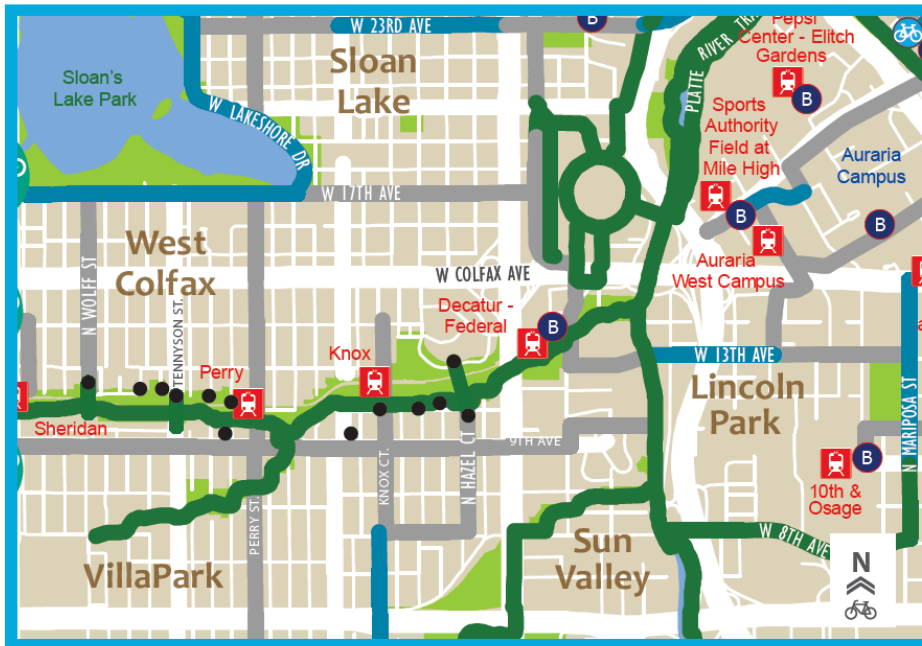 W 23RD AVE
B
Pepsi
Center - Elitch
Gardens
PLATTE RIVER TRA
Sloan
Lake
Sloan's
Lake Park
W LAKESHORE DR
B
Sports
Authority
Field at
Mile High
Auraria
Campus
W 17TH AVE
B
B
West
Colfax
N WOLFF ST
TENNYSON ST.
W COLFAX AVE
Auraria
West Campus
Decatur -
Federal
B
Knox
Perry
W 13TH AVE
Lincoln
Park
N MARIPOSA ST
Sheridan
9TH AVE
KNOX CT.
N HAZEL CT
PERRY ST.
B
10th &
Osage
W 8TH AVE
Sun
Valley
VillaPark
N